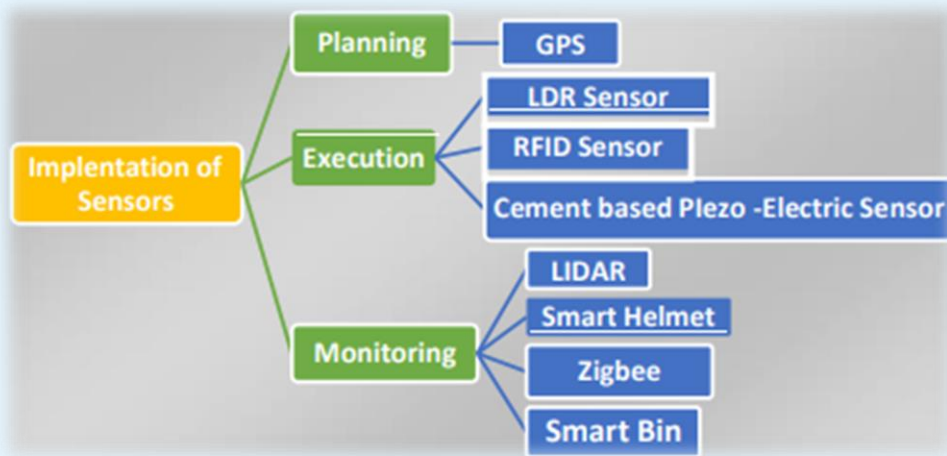 Planning
GPS
LDR Sensor
Execution
RFID Sensor
Implentation of
Sensors
Cement based PIezo -Electric Sensor
LIDAR
Smart Helmet
Monitoring
Zigbee
Smart Bin